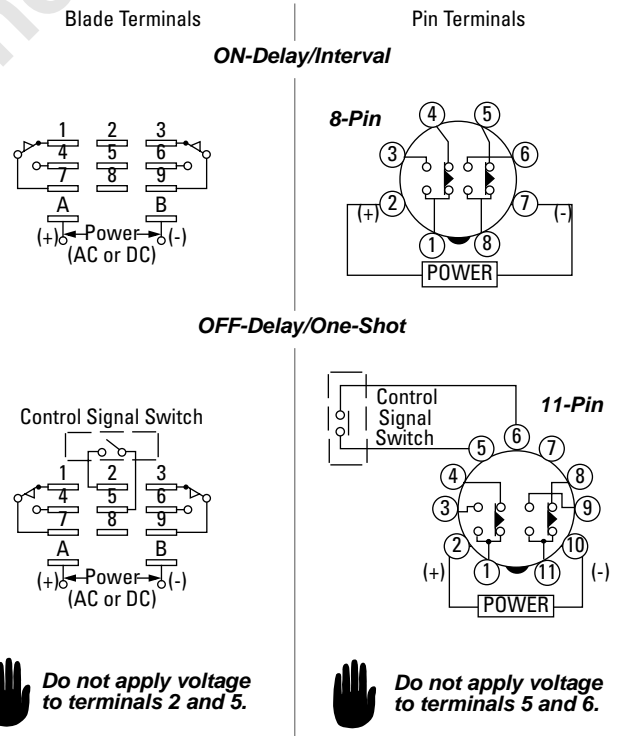 Blade Terminals
Pin Terminals
ON-Delay/Interval
1 2 3
4 5 6
7 8 9
A B
(+) Power (-)
(AC or DC)
8-Pin
4 5
3 6
2 7
(+) (-)
1 8
POWER
OFF-Delay/One-Shot
Control Signal Switch
1 2 3
4 5 6
7 8 9
A B
(+) Power (-)
(AC or DC)
Control
Signal
Switch
11-Pin
6
5 7
4 8
3 9
2 10
(+) 1 11 (-)
POWER
Do not apply voltage
to terminals 2 and 5.
Do not apply voltage
to terminals 5 and 6.